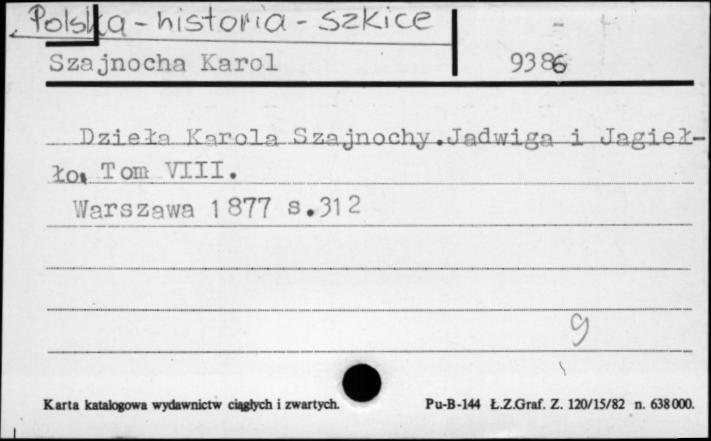 Polska - historia - szkice
Szajnocha Karol 9386
Dzieła Karola Szajnochy.Jadwiga i Jagieł-
ło. Tom VIII.
Warszawa 1877 s.312
9
Karta katalogowa wydawnictw ciągłych i zwartych. Pu-B-144 Ł.Z.Graf. Z. 120/15/82 n. 638000.